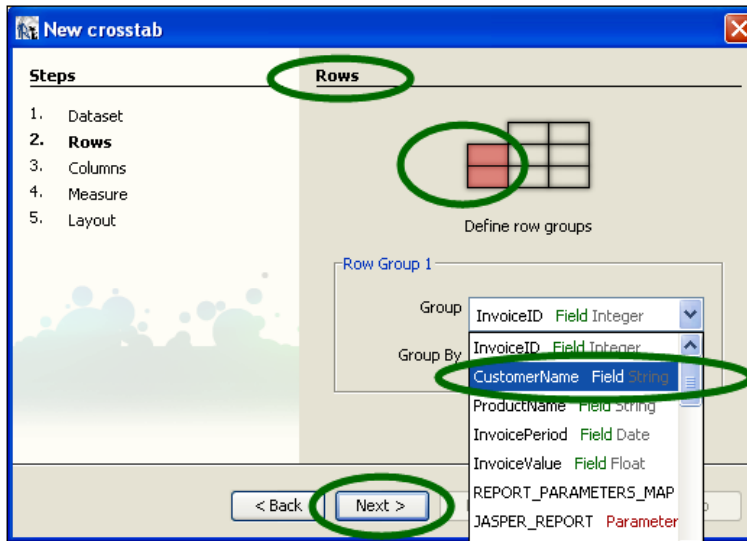 New crosstab
Steps
1. Dataset
2. Rows
3. Columns
4. Measure
5. Layout
Rows
Define row groups
Row Group 1
Group InvoiceID Field Integer
Group By
InvoiceID Field Integer
CustomerName Field String
ProductName Field String
InvoicePeriod Field Date
InvoiceValue Field Float
REPORT_PARAMETERS_MAP
JASPER_REPORT Parameter
< Back Next >